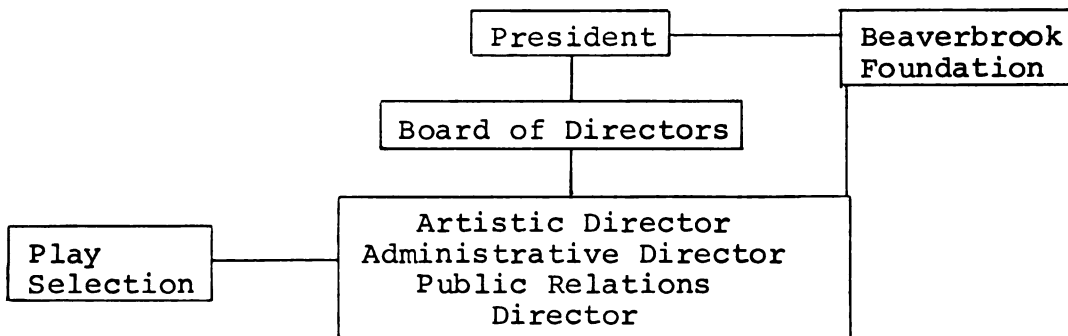 President
Beaverbrook
Foundation
Board of Directors
Artistic Director
Administrative Director
Public Relations
Director
Play
Selection